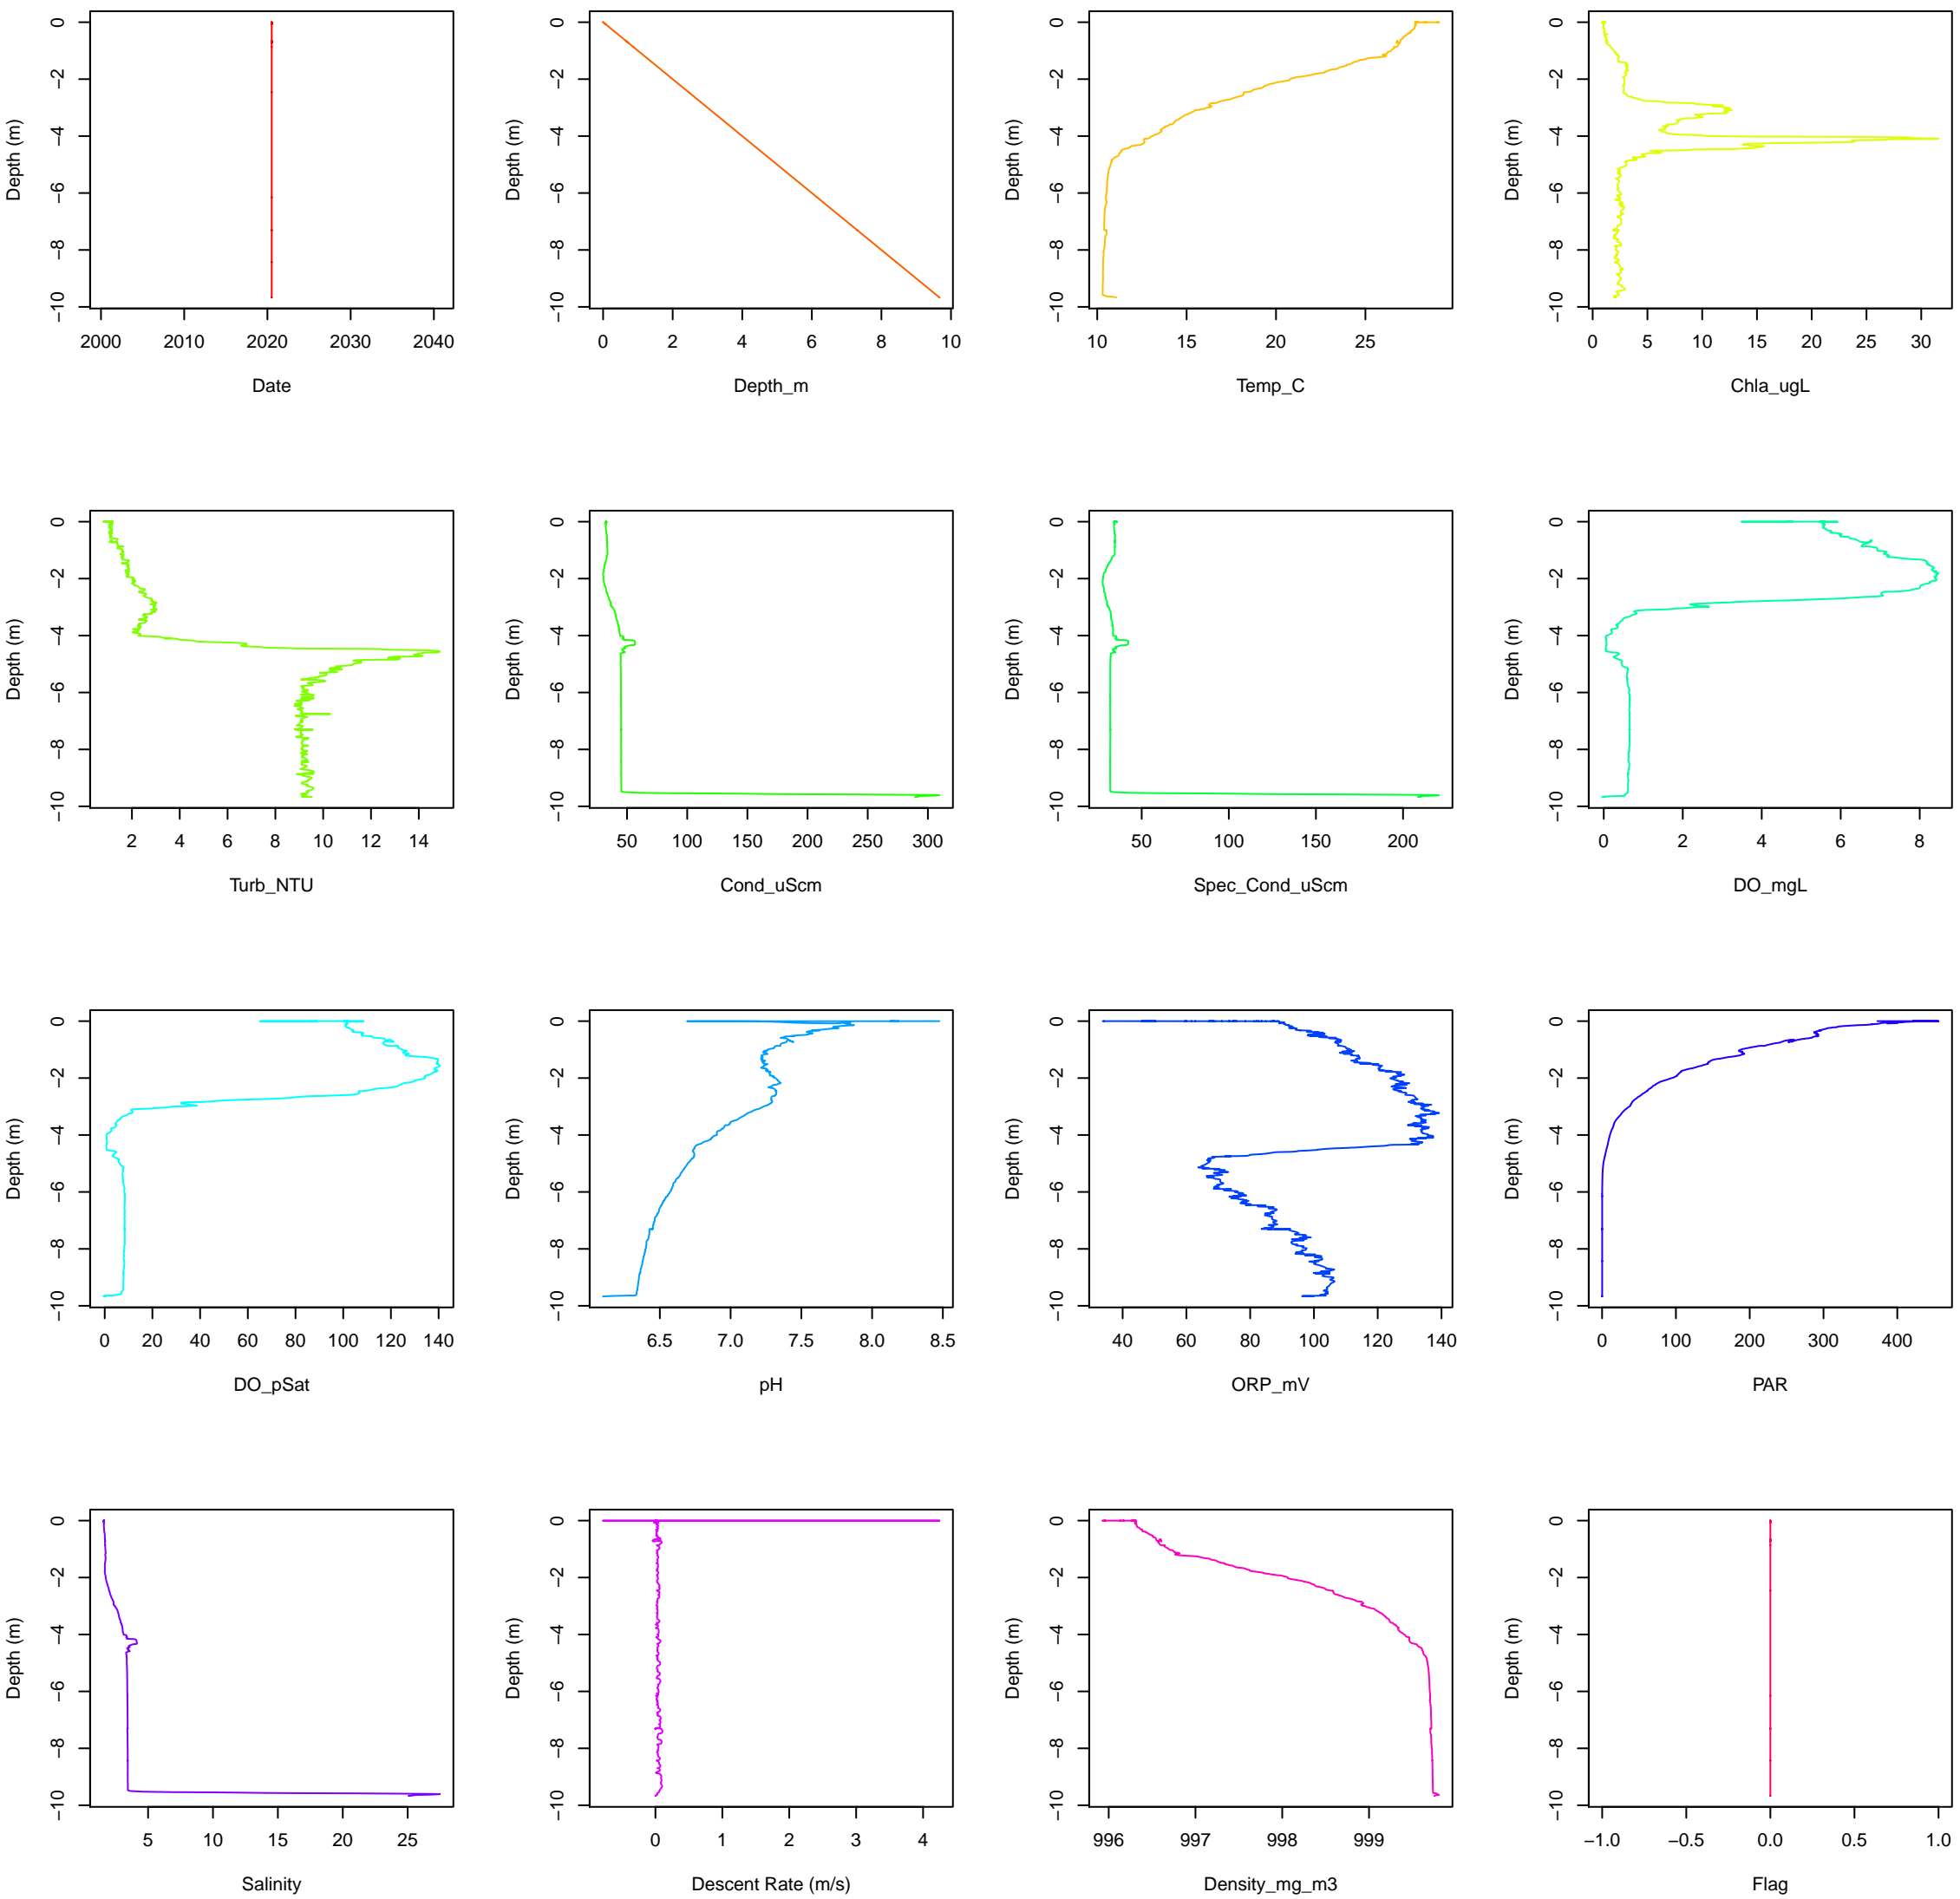 0 0 0 0
−2 −2 −2 −2
Depth (m) Depth (m) Depth (m) Depth (m)
−4 −4 −4 −4
−6 −6 −6 −6
−8 −8 −8 −8
−10 −10 −10 −10
2000 2010 2020 2030 2040 0 2 4 6 8 10 10 15 20 25 0 5 10 15 20 25 30
Date Depth_m Temp_C Chla_ugL
0 0 0 0
−2 −2 −2 −2
Depth (m) Depth (m) Depth (m) Depth (m)
−4 −4 −4 −4
−6 −6 −6 −6
−8 −8 −8 −8
−10 −10 −10 −10
2 4 6 8 10 12 14 50 100 150 200 250 300 50 100 150 200 0 2 4 6 8
Turb_NTU Cond_uScm Spec_Cond_uScm DO_mgL
0 0 0 0
−2 −2 −2 −2
Depth (m) Depth (m) Depth (m) Depth (m)
−4 −4 −4 −4
−6 −6 −6 −6
−8 −8 −8 −8
−10 −10 −10 −10
0 20 40 60 80 100 120 140 6.5 7.0 7.5 8.0 8.5 40 60 80 100 120 140 0 100 200 300 400
DO_pSat pH ORP_mV PAR
0 0 0 0
−2 −2 −2 −2
Depth (m) Depth (m) Depth (m) Depth (m)
−4 −4 −4 −4
−6 −6 −6 −6
−8 −8 −8 −8
−10 −10 −10 −10
5 10 15 20 25 0 1 2 3 4 996 997 998 999 −1.0 −0.5 0.0 0.5 1.0
Salinity Descent Rate (m/s) Density_mg_m3 Flag